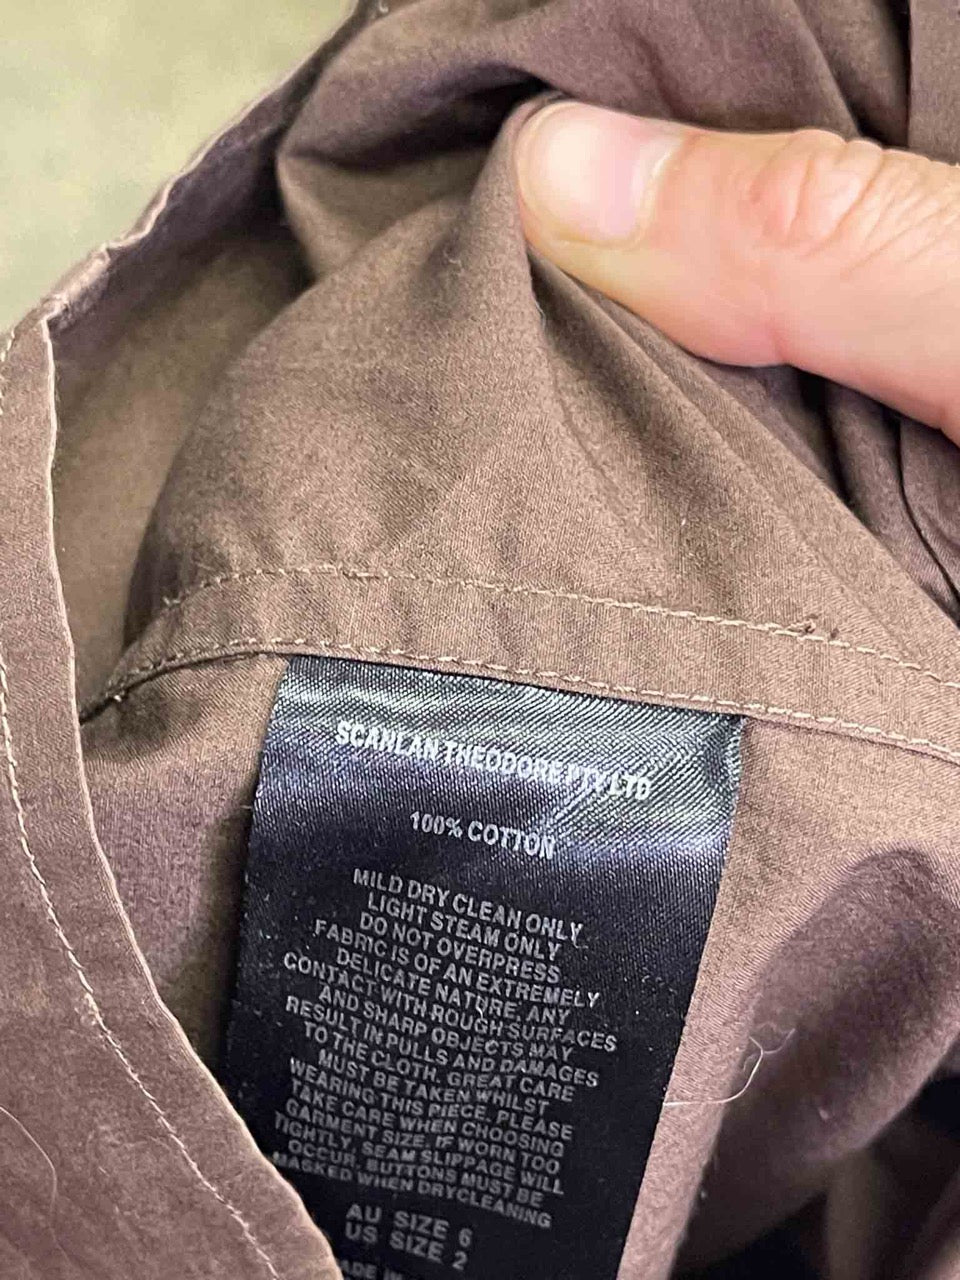 SCANLAN THEODORE PTY LTD
100% COTTON
MILD DRY CLEAN ONLY
LIGHT STEAM ONLY
DO NOT OVERPRESS
FABRIC IS OF AN EXTREMELY
DELICATE NATURE, ANY
CONTACT WITH ROUGH SURFACES
AND SHARP OBJECTS MAY
RESULT IN PULLS AND DAMAGES
TO THE CLOTH. GREAT CARE
MUST BE TAKEN WHILST
WEARING THIS PIECE. PLEASE
TAKE CARE WHEN CHOOSING
GARMENT SIZE, IF WORN TOO
TIGHTLY, SEAM SLIPPAGE WILL
OCCUR. BUTTONS MUST BE
MASKED WHEN DRYCLEANING
AU SIZE 6
US SIZE 2